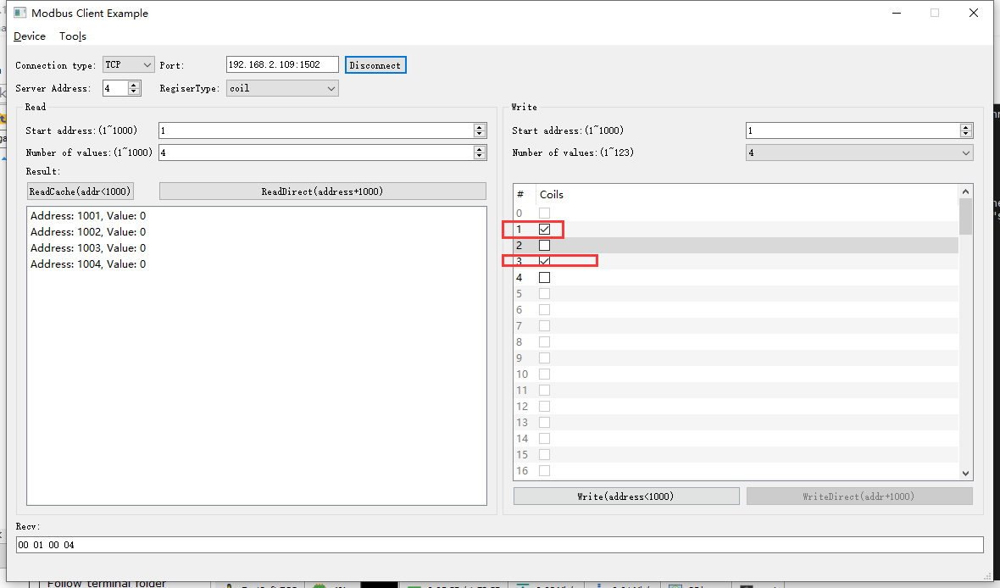 Modbus Client Example
Device Tools
Connection type: TCP Port: 192.168.2.109:1502 Disconnect
Server Address: 4 RegiserType: coil
Read
Start address:(1~1000) 1
Number of values:(1~1000) 4
Result:
ReadCache(addr<1000) ReadDirect(address+1000)
Address: 1001, Value: 0
Address: 1002, Value: 0
Address: 1003, Value: 0
Address: 1004, Value: 0
Write
Start address:(1~1000) 1
Number of values:(1~123) 4
# Coils
0
1
2
3
4
5
6
7
8
9
10
11
12
13
14
15
16
Write(address<1000) WriteDirect(addr+1000)
Recv:
00 01 00 04
Follow terminal folder